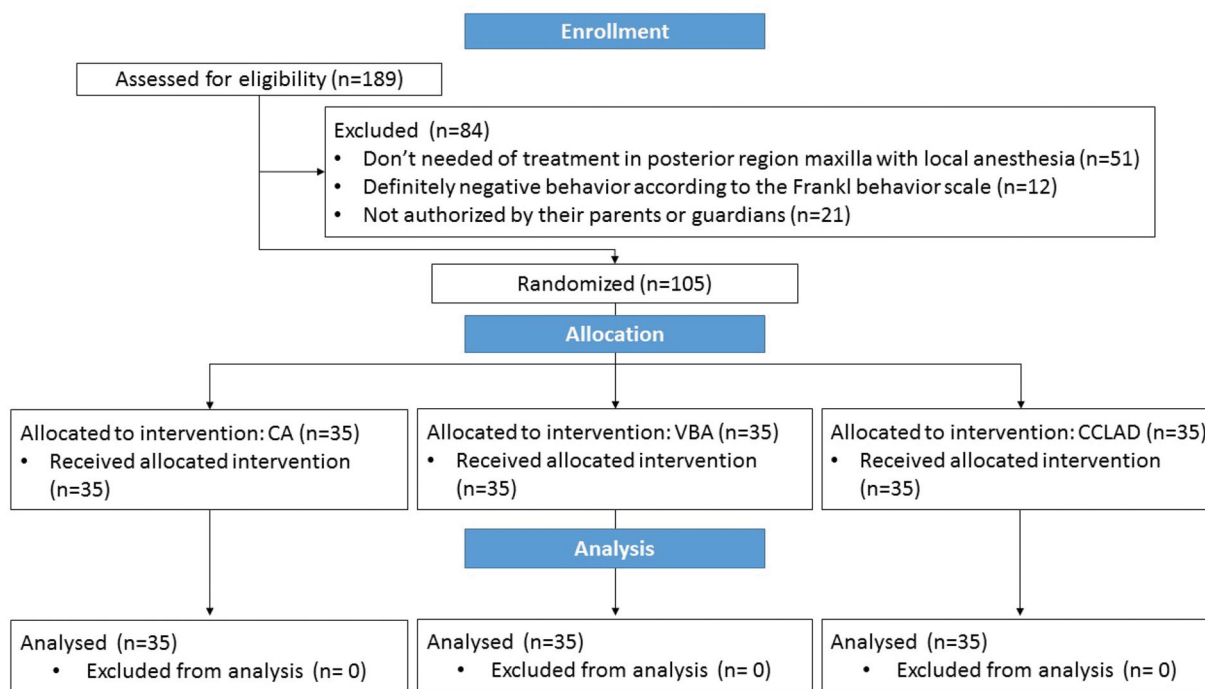 Enrollment
Assessed for eligibility (n=189)
Excluded (n=84)
• Don't needed of treatment in posterior region maxilla with local anesthesia (n=51)
• Definitely negative behavior according to the Frankl behavior scale (n=12)
• Not authorized by their parents or guardians (n=21)
Randomized (n=105)
Allocation
Allocated to intervention: CA (n=35)
• Received allocated intervention
(n=35)
Allocated to intervention: VBA (n=35)
• Received allocated intervention
(n=35)
Allocated to intervention: CCLAD (n=35)
• Received allocated intervention
(n=35)
Analysis
Analysed (n=35)
• Excluded from analysis (n= 0)
Analysed (n=35)
• Excluded from analysis (n= 0)
Analysed (n=35)
• Excluded from analysis (n= 0)